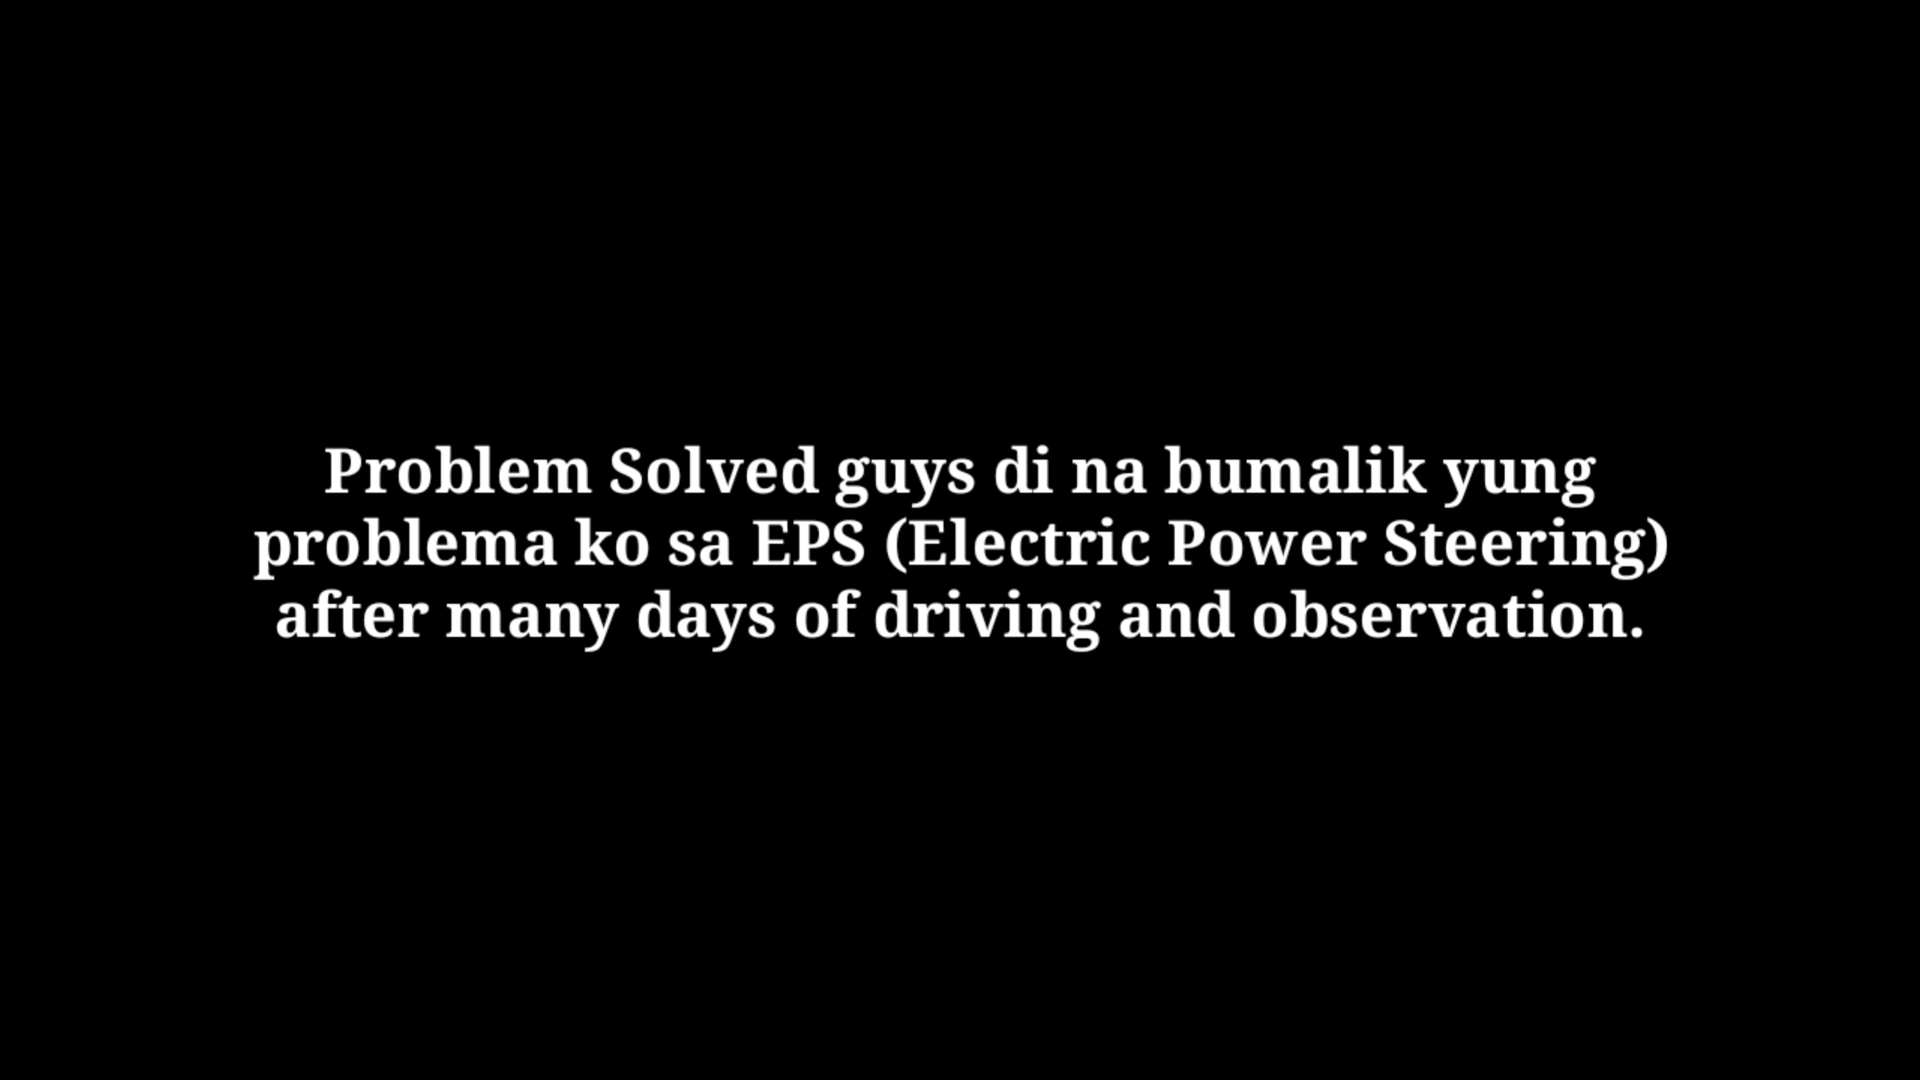 Problem Solved guys di na bumalik yung
problema ko sa EPS (Electric Power Steering)
after many days of driving and observation.